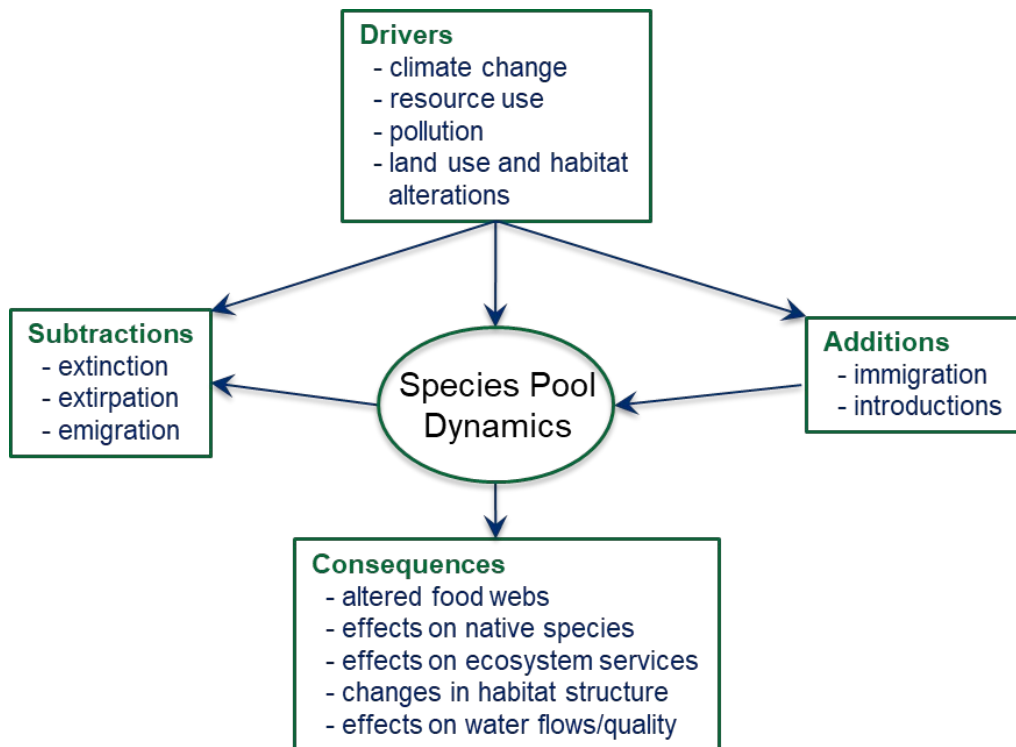 Drivers
- climate change
- resource use
- pollution
- land use and habitat
alterations
Subtractions
- extinction
- extirpation
- emigration
Species Pool
Dynamics
Additions
- immigration
- introductions
Consequences
- altered food webs
- effects on native species
- effects on ecosystem services
- changes in habitat structure
- effects on water flows/quality